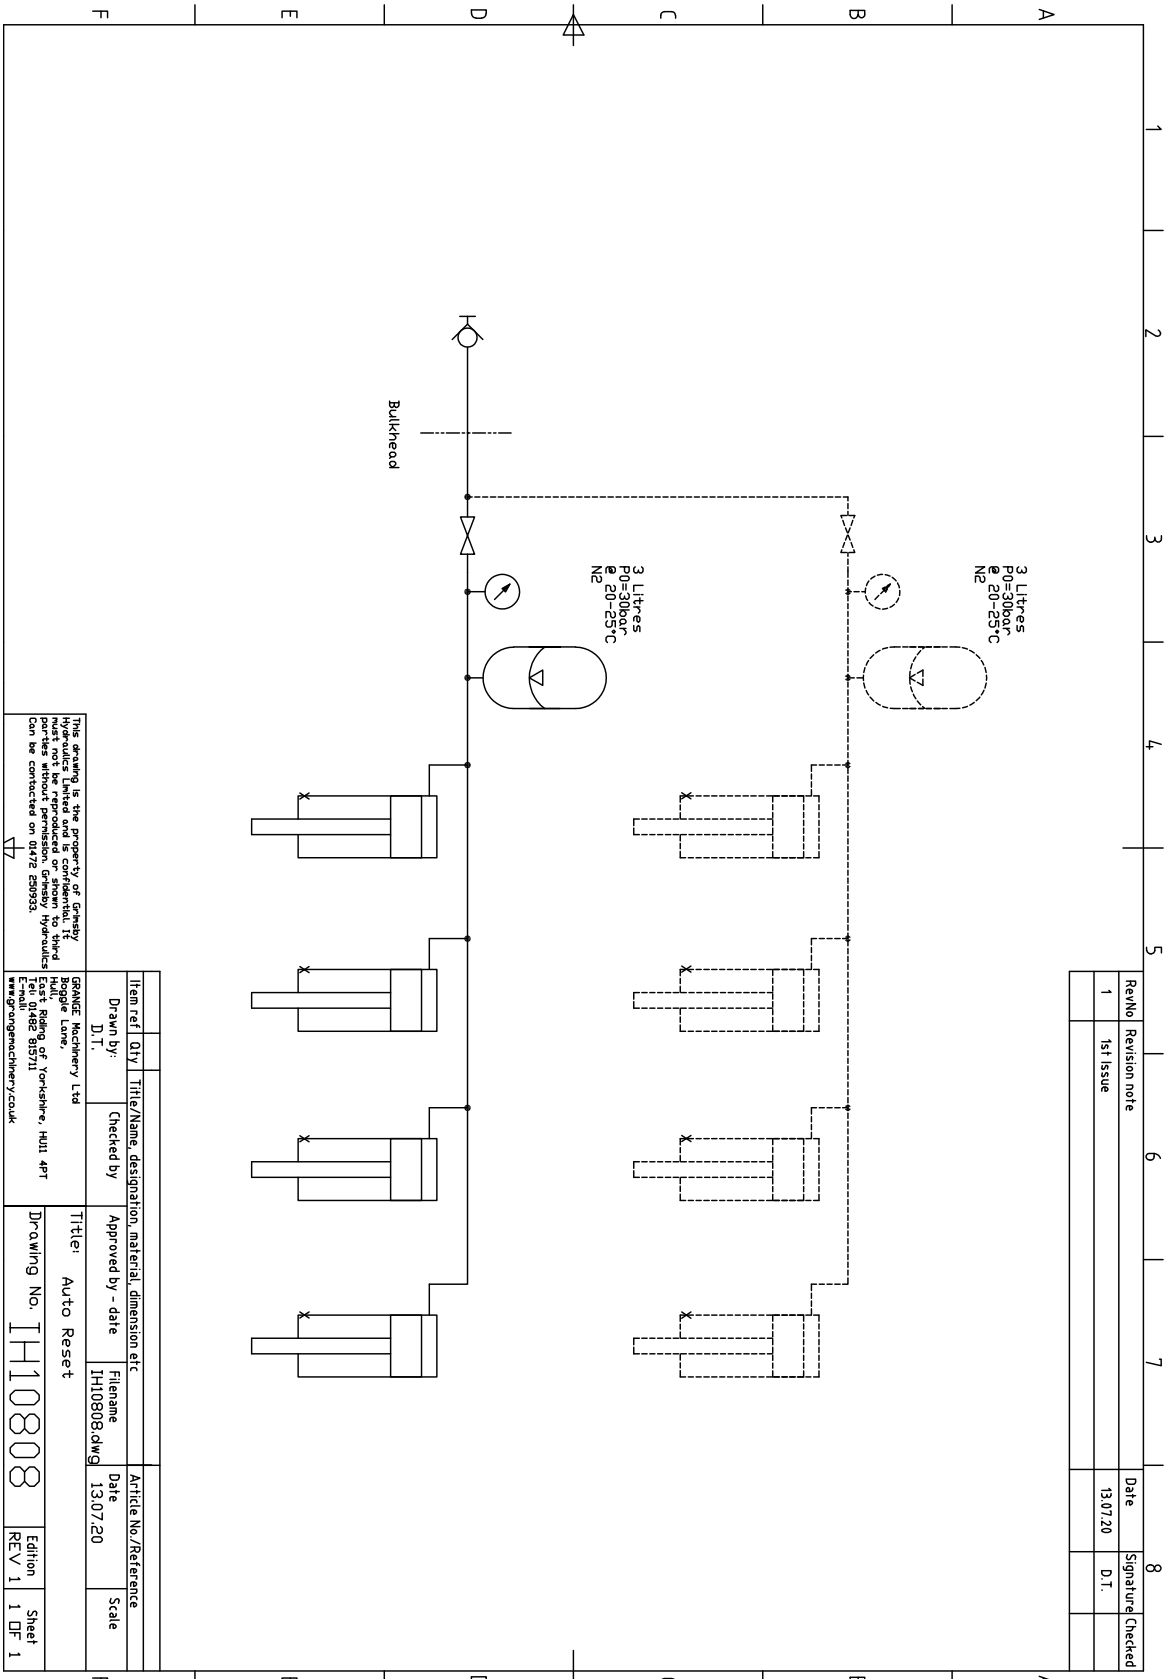 1
2
3
4
5
6
7
8
A
B
C
D
E
F
RevNo
Revision note
Date
Signature
Checked
1
1st Issue
13.07.20
D.T.
3 Litres
P0=30bar
@ 20-25°C
N2
3 Litres
P0=30bar
@ 20-25°C
N2
Bulkhead
Item ref
Qty
Title/Name, designation, material, dimension etc
Article No./Reference
Drawn by:
D.T.
Checked by
Approved by - date
Filename
IH10808.dwg
Date
13.07.20
Scale
This drawing is the property of Grimsby
Hydraulics Limited and is confidential. It
must not be reproduced or shown to third
parties without permission. Grimsby Hydraulics
Can be contacted on 01472 250933.
GRANGE Machinery Ltd
Boggle Lane,
Hull,
East Riding of Yorkshire, HU11 4PT
Tel: 01482 815711
E-mail:
www.grangemachinery.co.uk
Title:
Auto Reset
Drawing No.
IH10808
Edition
REV 1
Sheet
1 OF 1